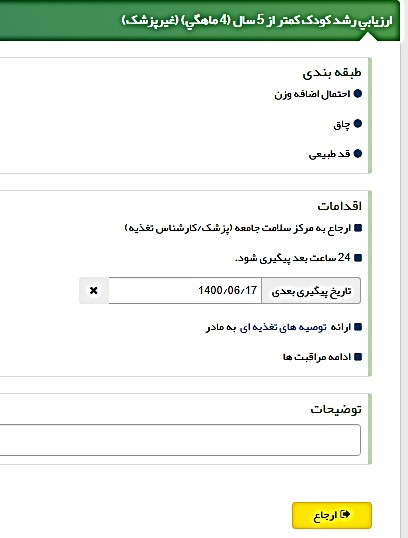 ارزيابي رشد کودک کمتر از 5 سال (4 ماهگي) (غیرپزشک)
طبقه بندی
احتمال اضافه وزن
چاق
قد طبیعی
اقدامات
ارجاع به مرکز سلامت جامعه (پزشک/کارشناس تغذیه)
24 ساعت بعد پیگیری شود.
تاریخ پیگیری بعدی 1400/06/17 ×
ارائه توصیه های تغذیه ای به مادر
ادامه مراقبت ها
توضیحات
ارجاع